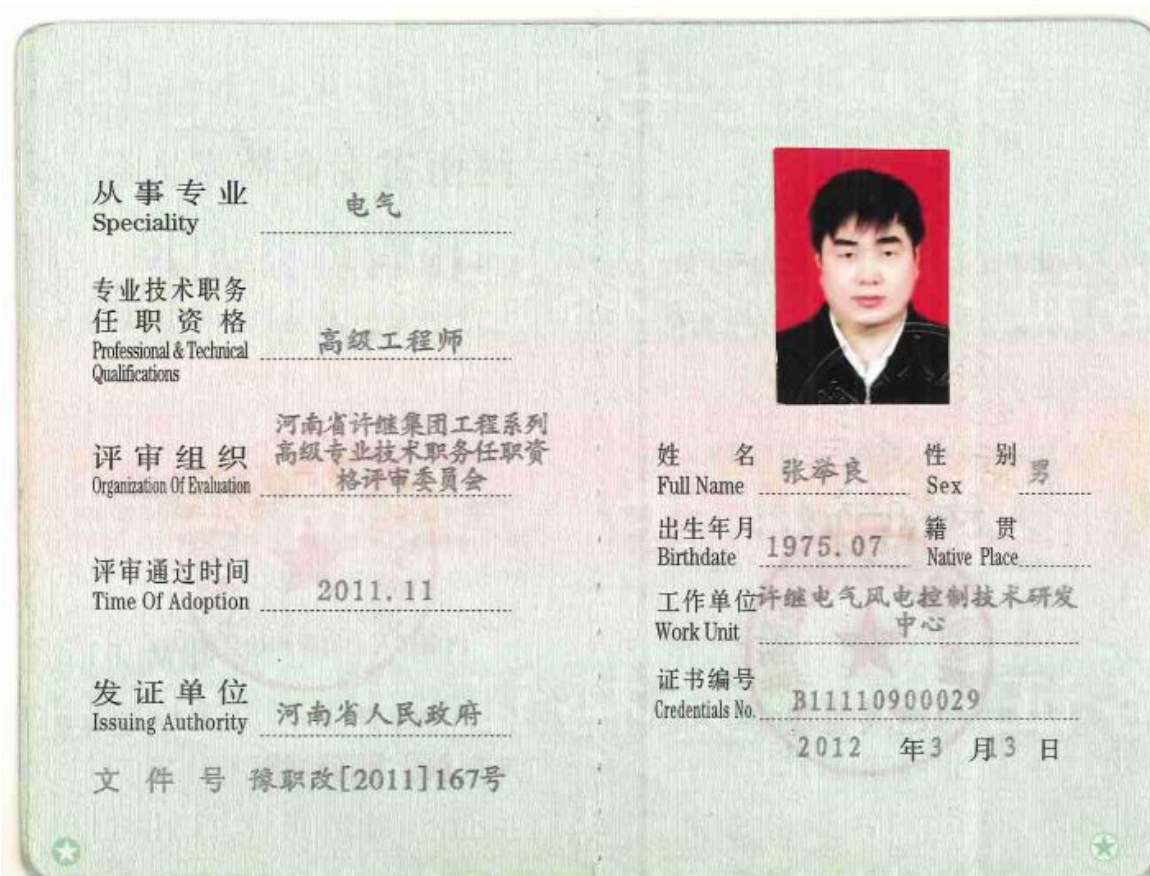 从事专业 电气
Speciality
专业技术职务
任职资格 高级工程师
Professional & Technical
Qualifications
河南省许继集团工程系列
评审组织 高级专业技术职务任职资
Organization Of Evaluation 格评审委员会
评审通过时间 2011.11
Time Of Adoption
发证单位 河南省人民政府
Issuing Authority
文件号 豫职改[2011]167号
姓名 张举良 性别 男
Full Name Sex
出生年月 1975.07 籍贯
Birthdate Native Place
工作单位 许继电气风电控制技术研发
Work Unit 中心
证书编号 B11110900029
Credentials No.
2012 年3 月13 日